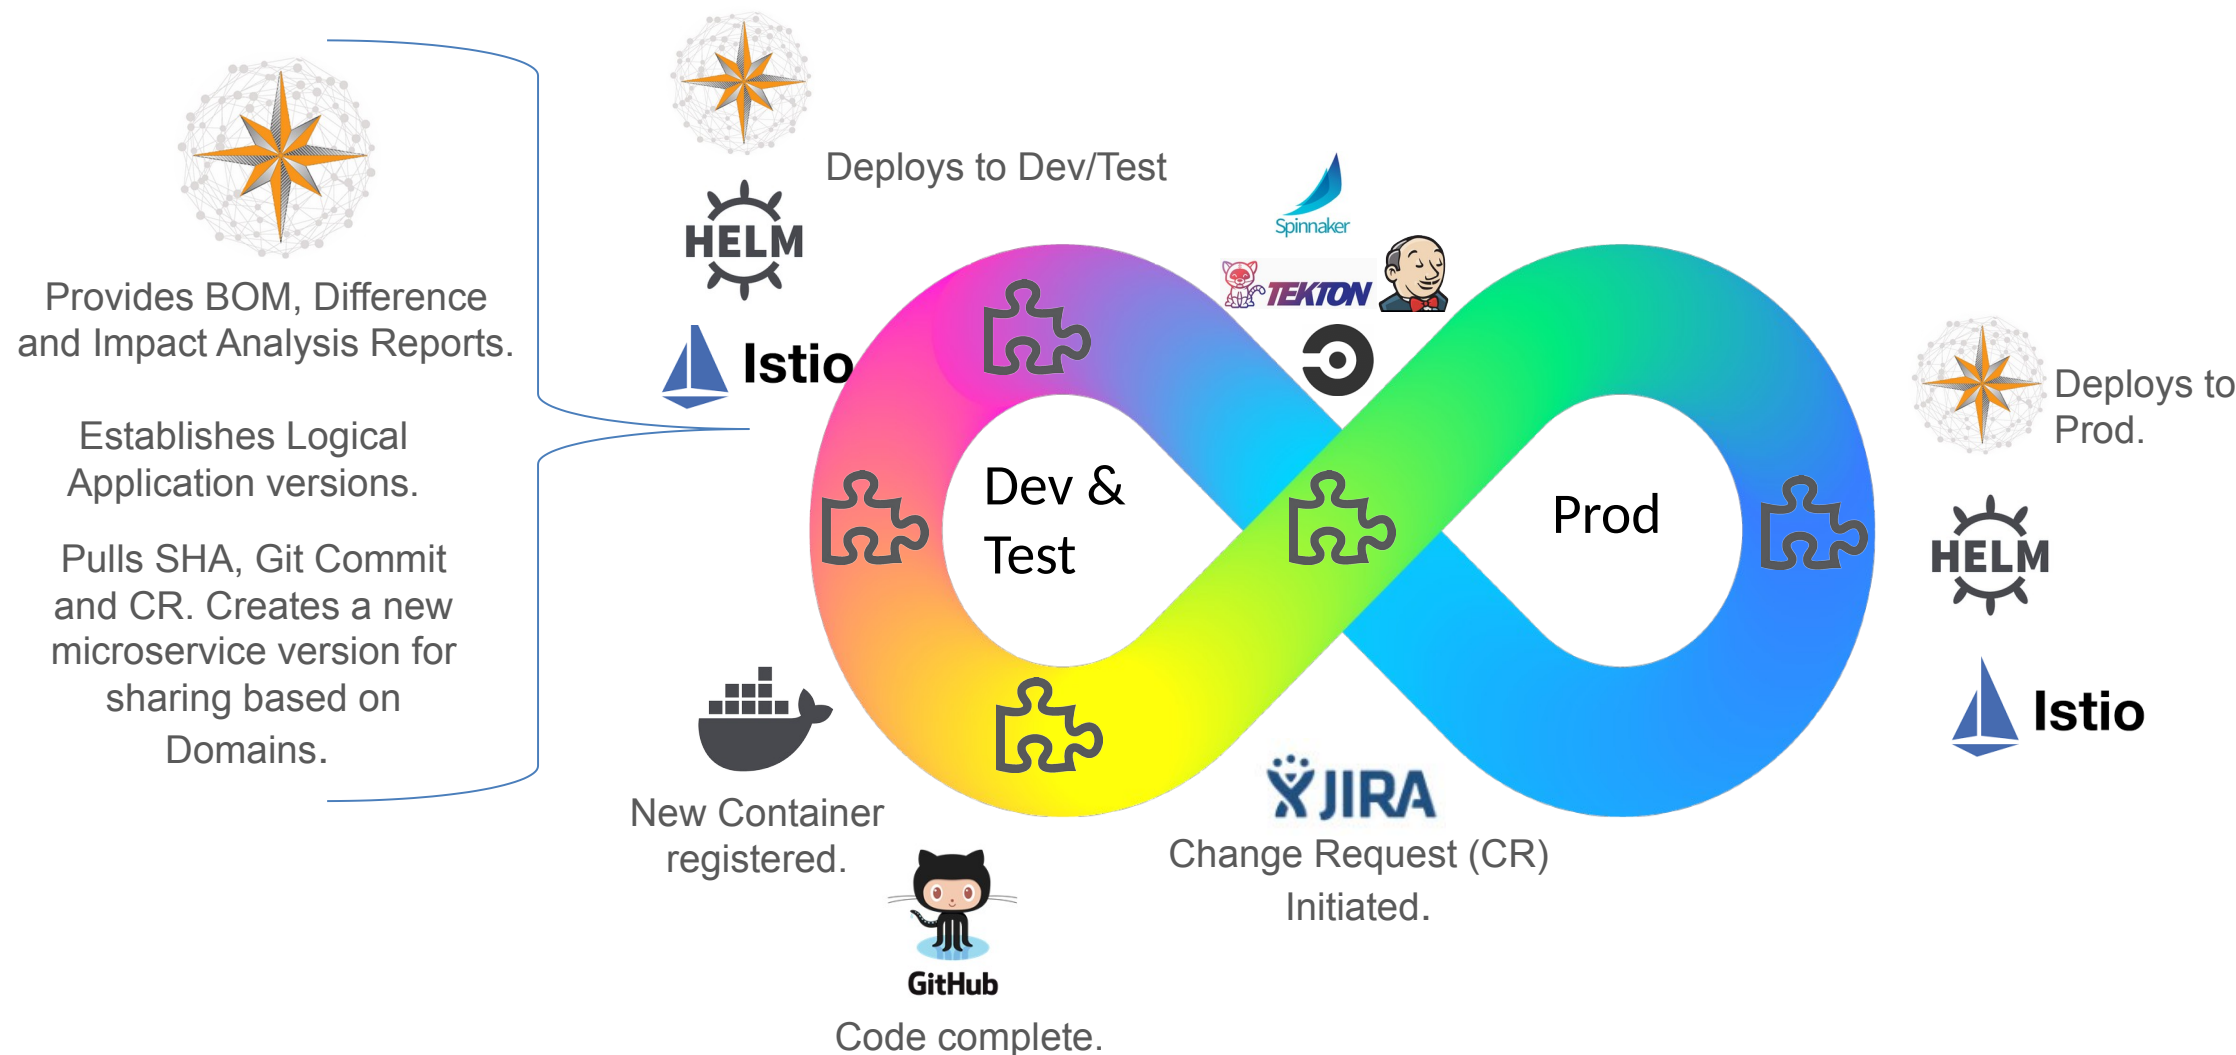 Provides BOM, Difference
and Impact Analysis Reports.
Establishes Logical
Application versions.
Pulls SHA, Git Commit
and CR. Creates a new
microservice version for
sharing based on
Domains.
Deploys to Dev/Test
HELM
Istio
Spinnaker
TEKTON
Dev &
Test
Prod
Deploys to
Prod.
HELM
Istio
New Container
registered.
GitHub
Code complete.
JIRA
Change Request (CR)
Initiated.